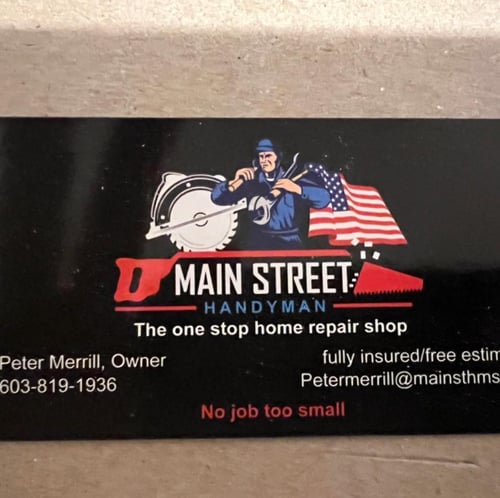 MAIN STREET
HANDYMAN
The one stop home repair shop
Peter Merrill, Owner
fully insured/free estim
603-819-1936
Petermerrill@mainsthms
No job too small